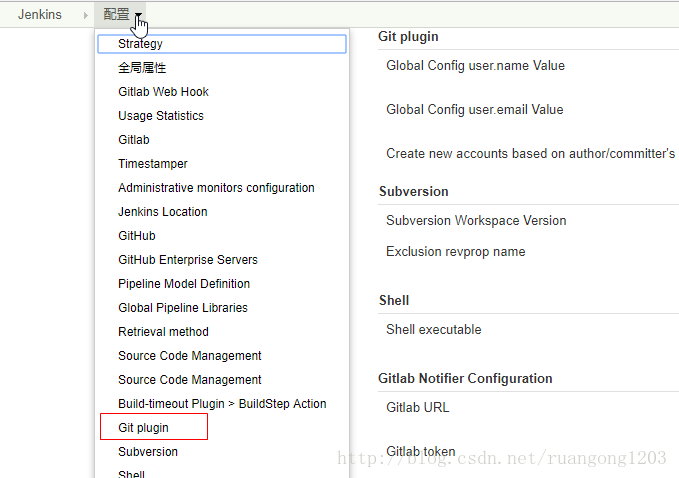 Jenkins
配置
Strategy
全局属性
Gitlab Web Hook
Usage Statistics
Gitlab
Timestamper
Administrative monitors configuration
Jenkins Location
GitHub
GitHub Enterprise Servers
Pipeline Model Definition
Global Pipeline Libraries
Retrieval method
Source Code Management
Source Code Management
Build-timeout Plugin > BuildStep Action
Git plugin
Subversion
Shell
Git plugin
Global Config user.name Value
Global Config user.email Value
Create new accounts based on author/committer's
Subversion
Subversion Workspace Version
Exclusion revprop name
Shell
Shell executable
Gitlab Notifier Configuration
Gitlab URL
Gitlab token
http://blog.csdn.net/ruangong1203